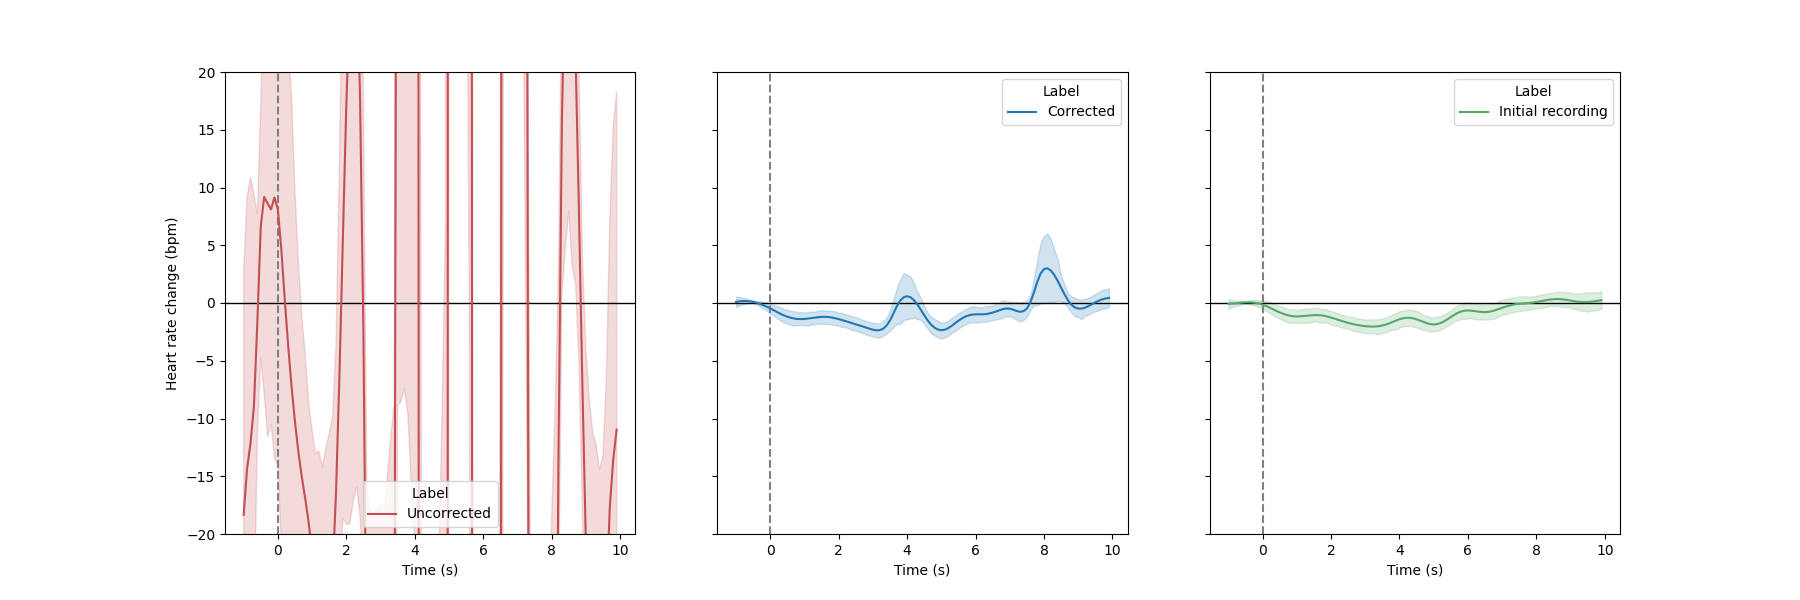 Heart rate change (bpm)
20
15
10
5
0
−5
−10
−15
−20
Label
Uncorrected
0 2 4 6 8 10
Time (s)
Label
Corrected
0 2 4 6 8 10
Time (s)
Label
Initial recording
0 2 4 6 8 10
Time (s)